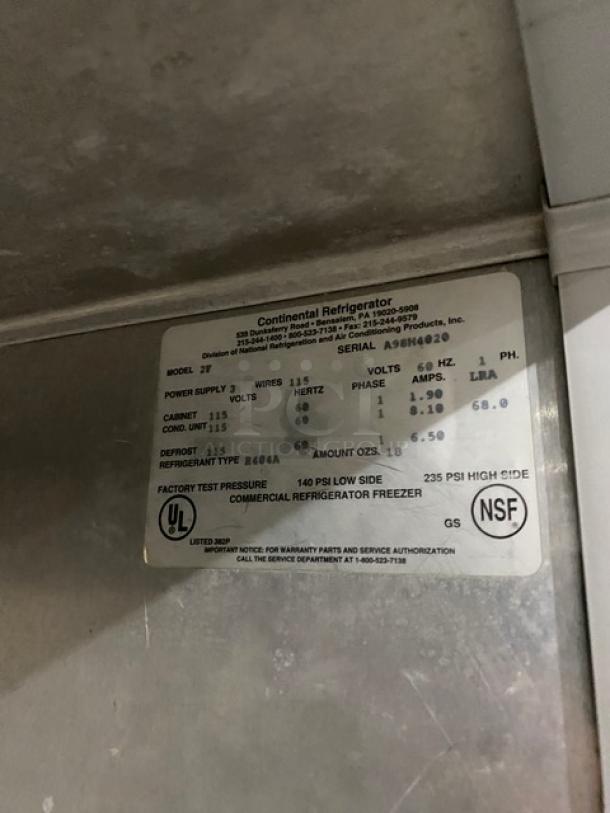 Continental Refrigerator
539 Dunksferry Road • Bensalem, PA 19020-5908
215-244-1400 • 800-523-7138 • Fax: 215-244-9579
Division of National Refrigeration and Air Conditioning Products, Inc.
MODEL 2F SERIAL A98H4020
POWER SUPPLY 3 WIRES 115 VOLTS 60 HZ. 1 PH.
VOLTS HERTZ PHASE AMPS. LRA
CABINET 115 60 1 1.90
COND. UNIT 115 60 1 8.10 68.0
DEFROST 115 60 1 6.50
REFRIGERANT TYPE R404A AMOUNT OZS. 18
FACTORY TEST PRESSURE 140 PSI LOW SIDE 235 PSI HIGH SIDE
COMMERCIAL REFRIGERATOR FREEZER
UL
GS NSF
LISTED 382P
IMPORTANT NOTICE: FOR WARRANTY PARTS AND SERVICE AUTHORIZATION
CALL THE SERVICE DEPARTMENT AT 1-800-523-7138
PCI
AUCTION GROUP